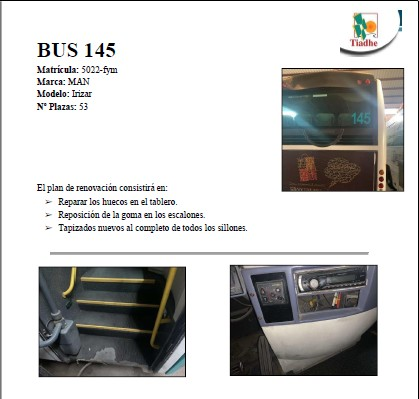 Tiadhe
BUS 145
Matrícula: 5022-fym
Marca: MAN
Modelo: Irizar
Nº Plazas: 53
145
El plan de renovación consistirá en:
➢ Reparar los huecos en el tablero.
➢ Reposición de la goma en los escalones.
➢ Tapizados nuevos al completo de todos los sillones.